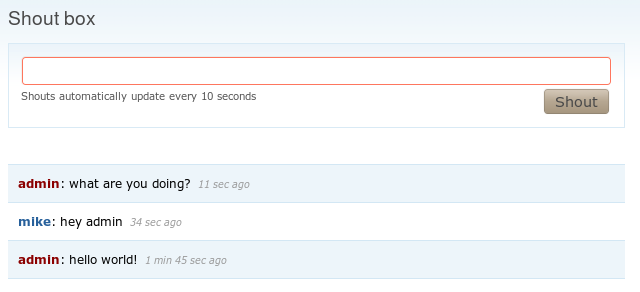 Shout box
Shouts automatically update every 10 seconds
Shout
admin: what are you doing? 11 sec ago
mike: hey admin 34 sec ago
admin: hello world! 1 min 45 sec ago